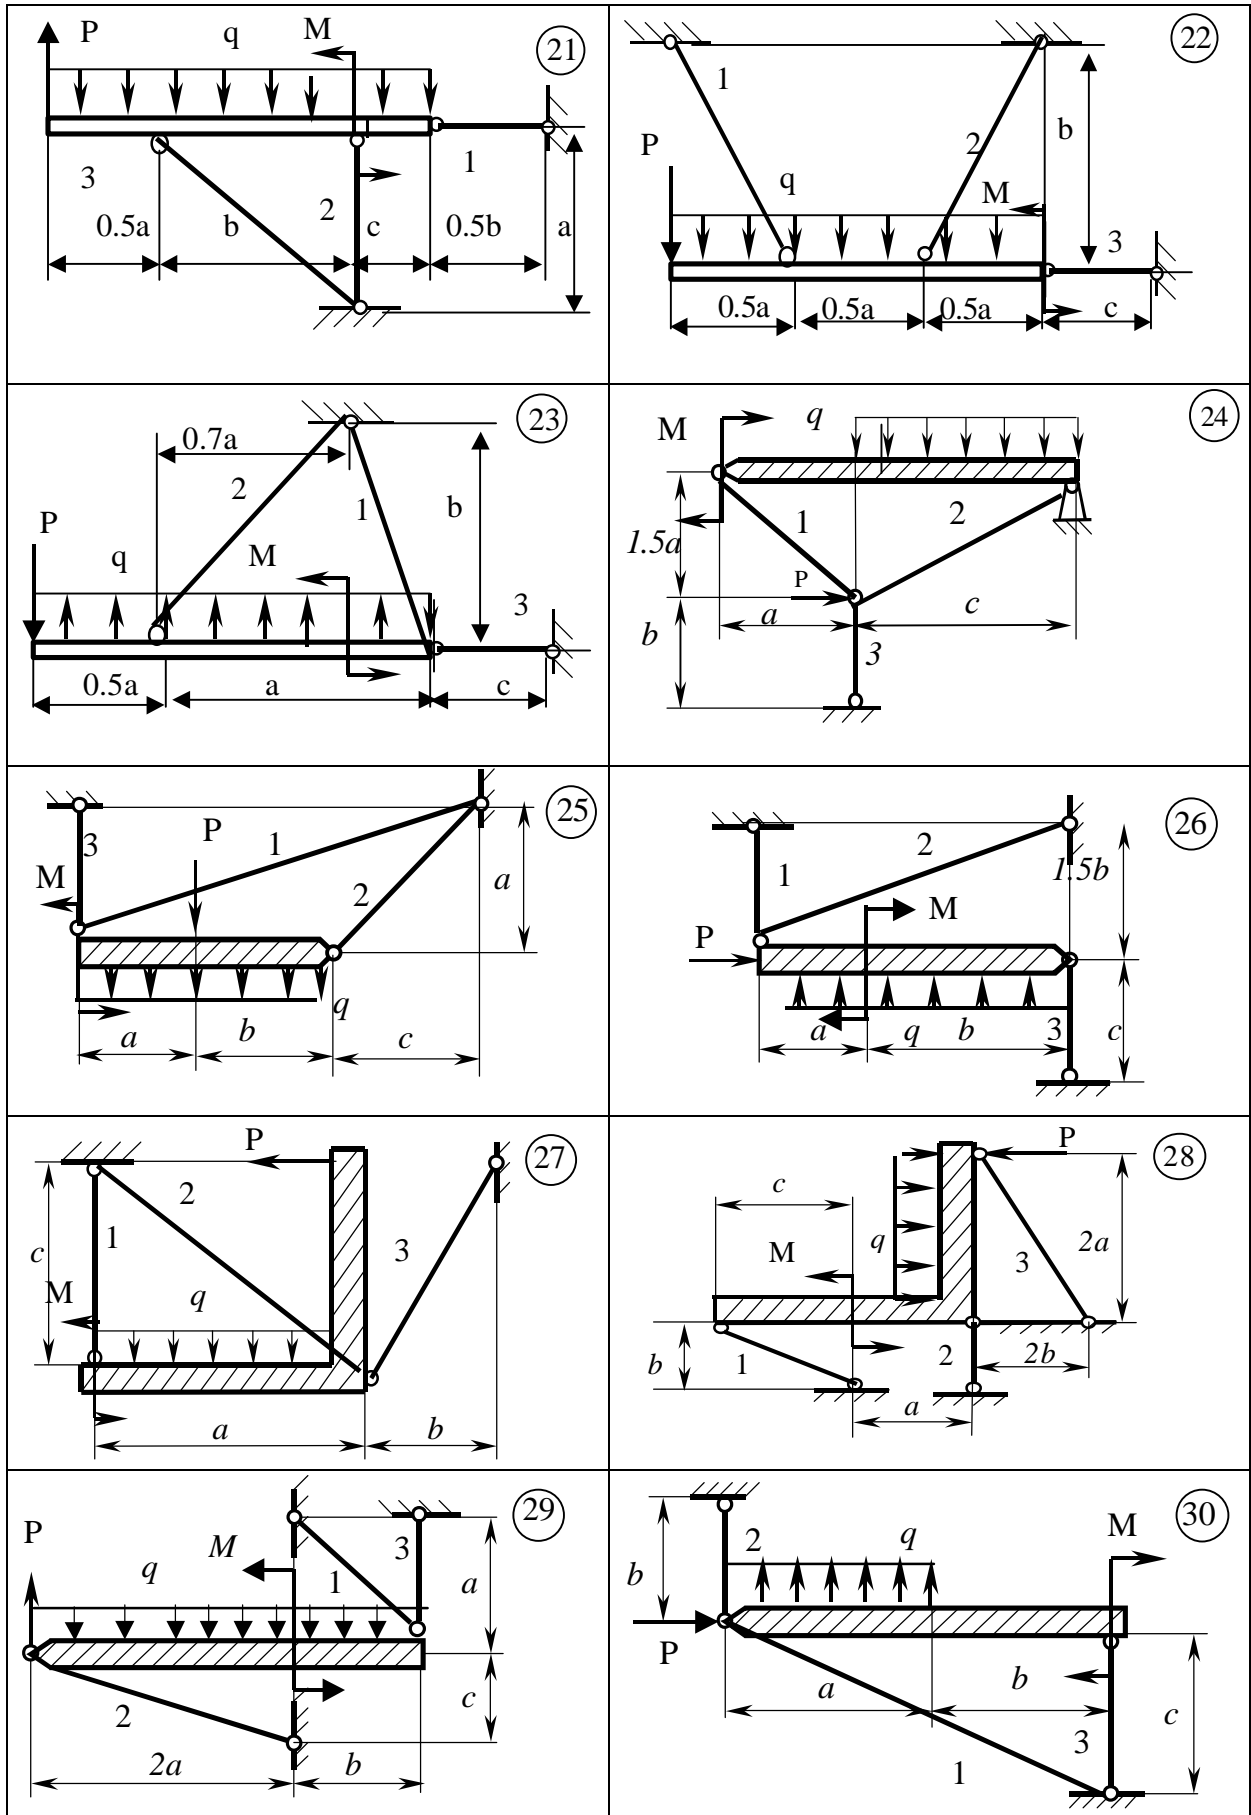 P q M 21
3 2 1
0.5a b c 0.5b a
22
1
P 2 b
q M
3
0.5a 0.5a 0.5a c
23
0.7a
2 1 b
P
q M
3
0.5a a c
M q 24
1 2
1.5a
P
a c
b
3
25
3 P 1
M 2 a
q
a b c
26
2
1 1.5b
M
P
a q b 3 c
P 27
2
c 1 3
M q
a b
P 28
c
M q 3 2a
b 1 2 2b
a
29
P M 3
q 1 a
2 c
2a b
30
2 q M
b
P
a b c
3
1